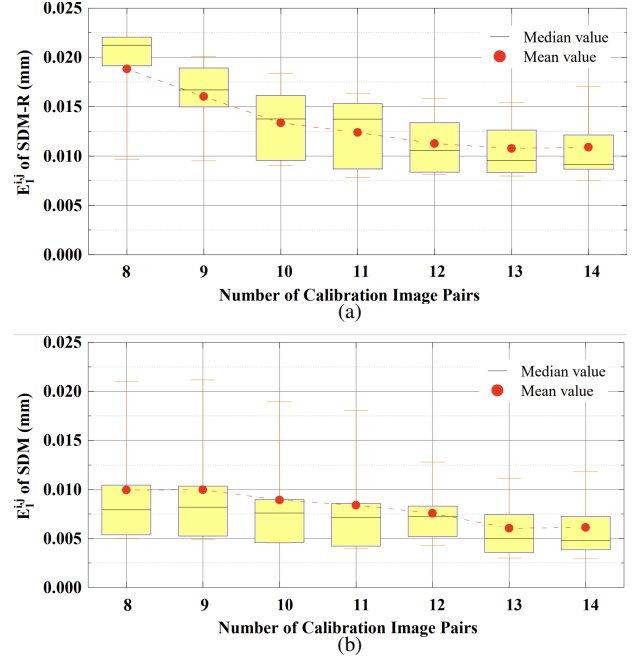 0.025
0.020
0.015
0.010
0.005
0.000
E_I^{i,j} of SDM-R (mm)
Median value
Mean value
8 9 10 11 12 13 14
Number of Calibration Image Pairs
(a)
0.025
0.020
0.015
0.010
0.005
0.000
E_I^{i,j} of SDM (mm)
Median value
Mean value
8 9 10 11 12 13 14
Number of Calibration Image Pairs
(b)